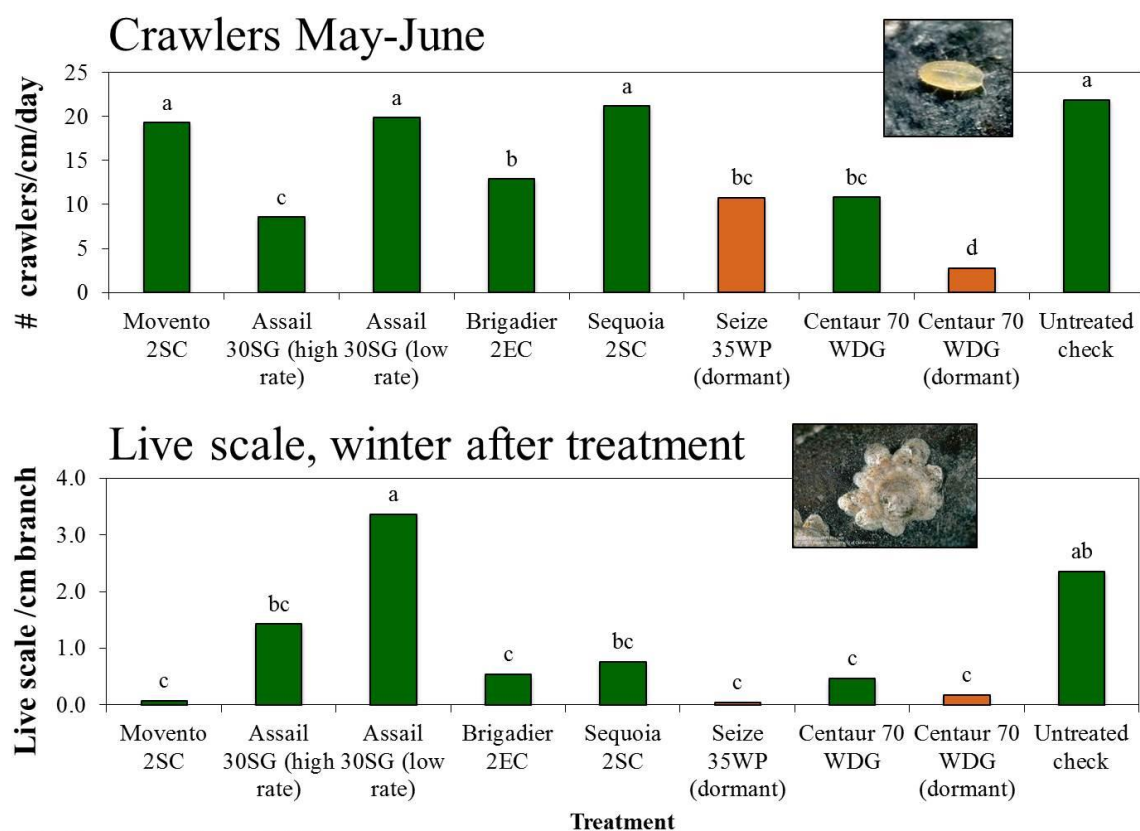 Crawlers May-June
# crawlers/cm/day
25
20
15
10
5
0
a
c
a
b
a
bc
bc
d
a
Movento
2SC
Assail
30SG (high
rate)
Assail
30SG (low
rate)
Brigadier
2EC
Sequoia
2SC
Seize
35WP
(dormant)
Centaur 70
WDG
Centaur 70
WDG
(dormant)
Untreated
check
Live scale, winter after treatment
Live scale /cm branch
4.0
3.0
2.0
1.0
0.0
c
bc
a
c
bc
c
c
c
ab
Movento
2SC
Assail
30SG (high
rate)
Assail
30SG (low
rate)
Brigadier
2EC
Sequoia
2SC
Seize
35WP
(dormant)
Centaur 70
WDG
Centaur 70
WDG
(dormant)
Untreated
check
Treatment